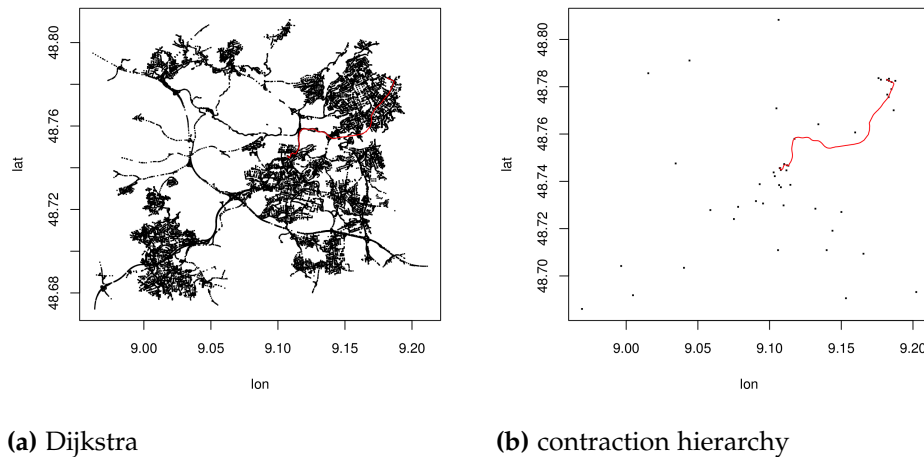 48.80
48.76
48.72
48.68
lat
9.00 9.05 9.10 9.15 9.20
lon
(a) Dijkstra
48.80
48.78
48.76
48.74
48.72
48.70
lat
9.00 9.05 9.10 9.15 9.20
lon
(b) contraction hierarchy